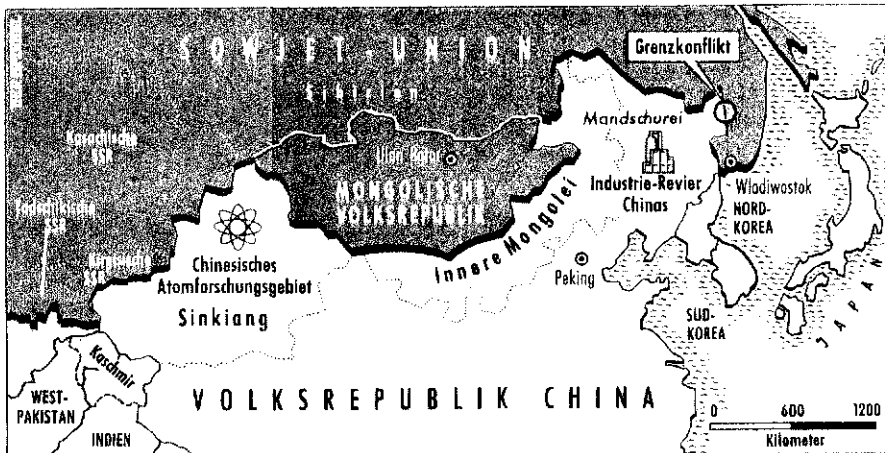 SOWJET-UNION
Sibirien
Grenzkonflikt
Kasachische
SSR
Ulan Bator
Mandschurei
MONGOLISCHE
VOLKSREPUBLIK
Industrie-Revier
Chinas
Wladiwostok
NORD-
KOREA
Tadschikische
SSR
Kirgisische
SSR
Chinesisches
Atomforschungsgebiet
Sinkiang
Innere Mongolei
Peking
SÜD-
KOREA
JAPAN
Kaschmir
WEST-
PAKISTAN
INDIEN
VOLKSREPUBLIK CHINA
0 600 1200
Kilometer